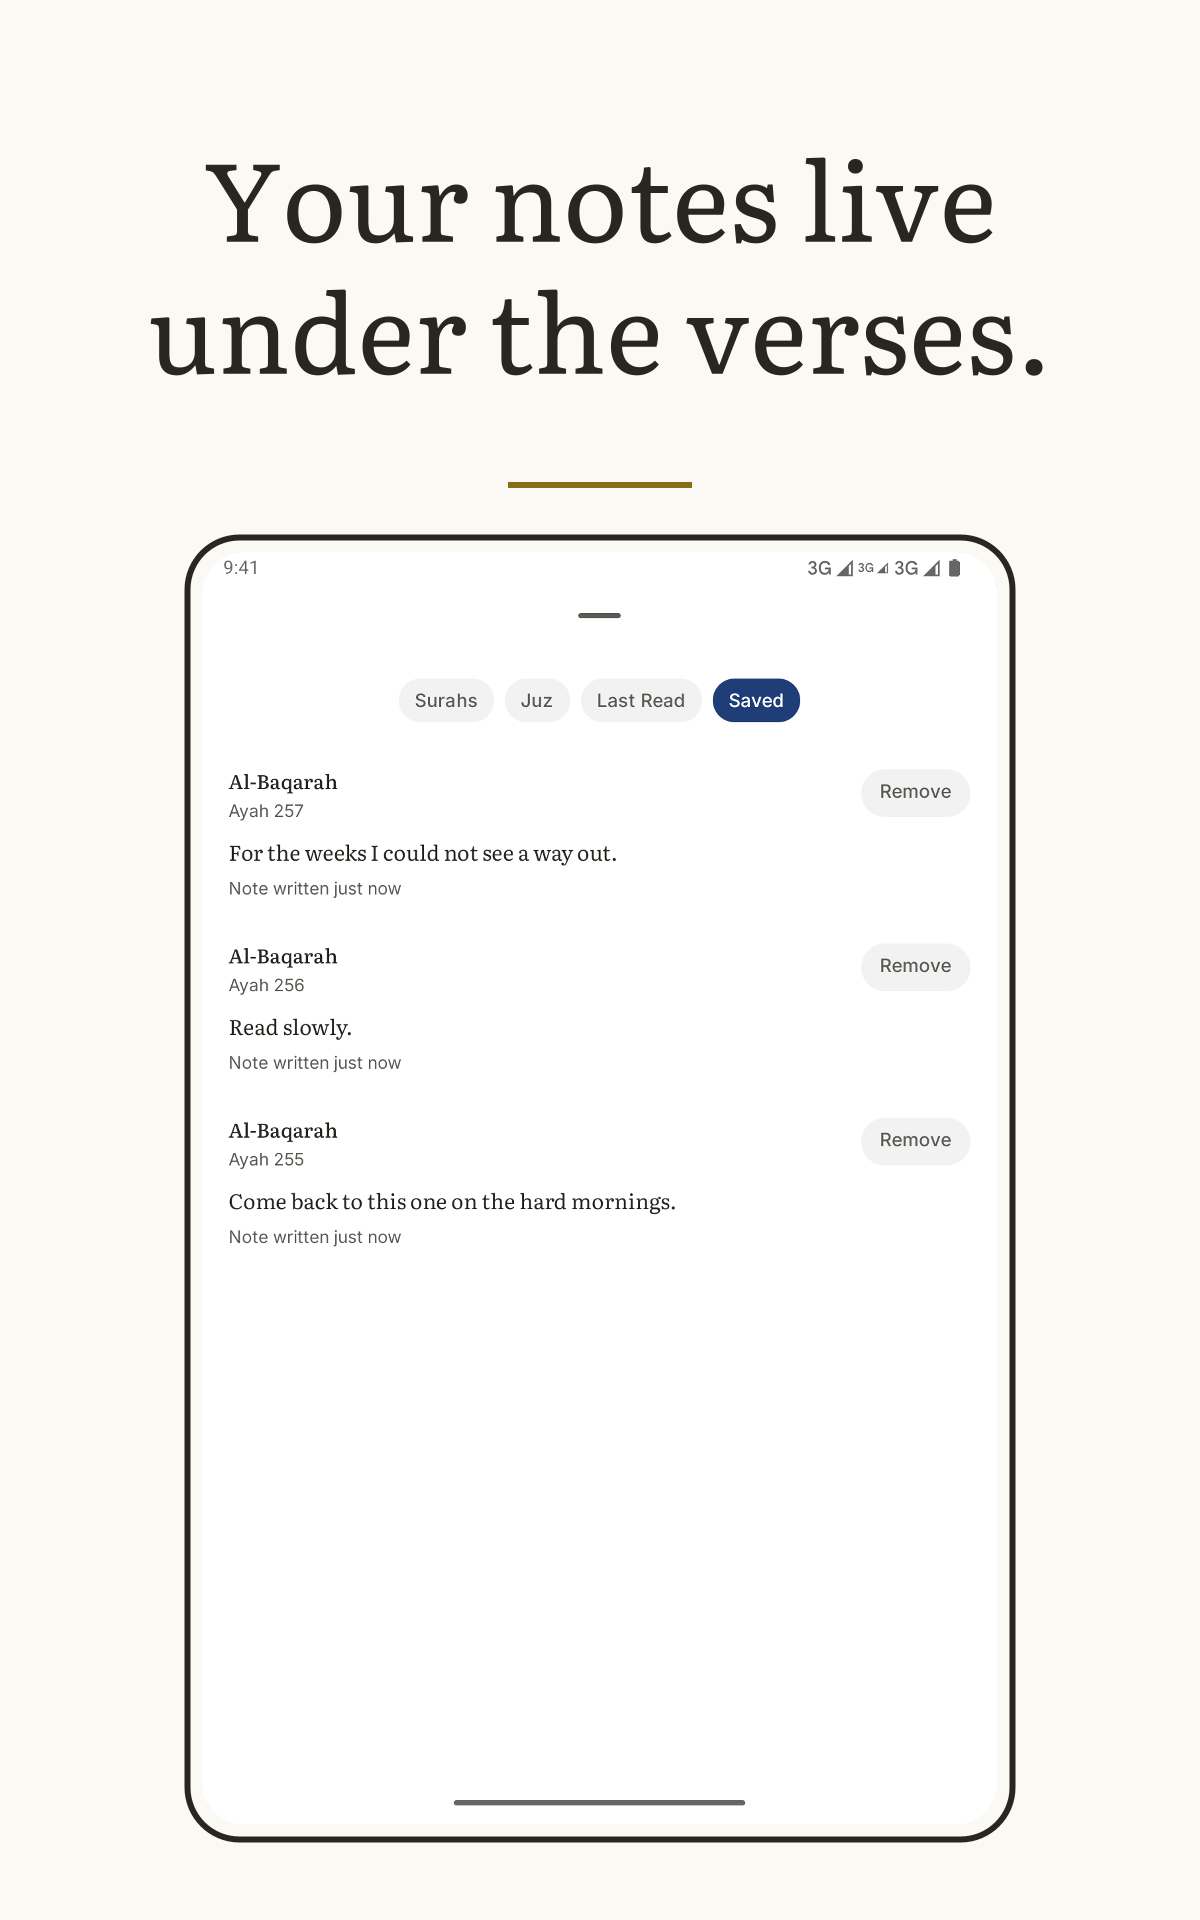 Your notes live
under the verses.
9:41 3G 3G 3G
Surahs Juz Last Read Saved
Al-Baqarah
Ayah 257
Remove
For the weeks I could not see a way out.
Note written just now
Al-Baqarah
Ayah 256
Remove
Read slowly.
Note written just now
Al-Baqarah
Ayah 255
Remove
Come back to this one on the hard mornings.
Note written just now